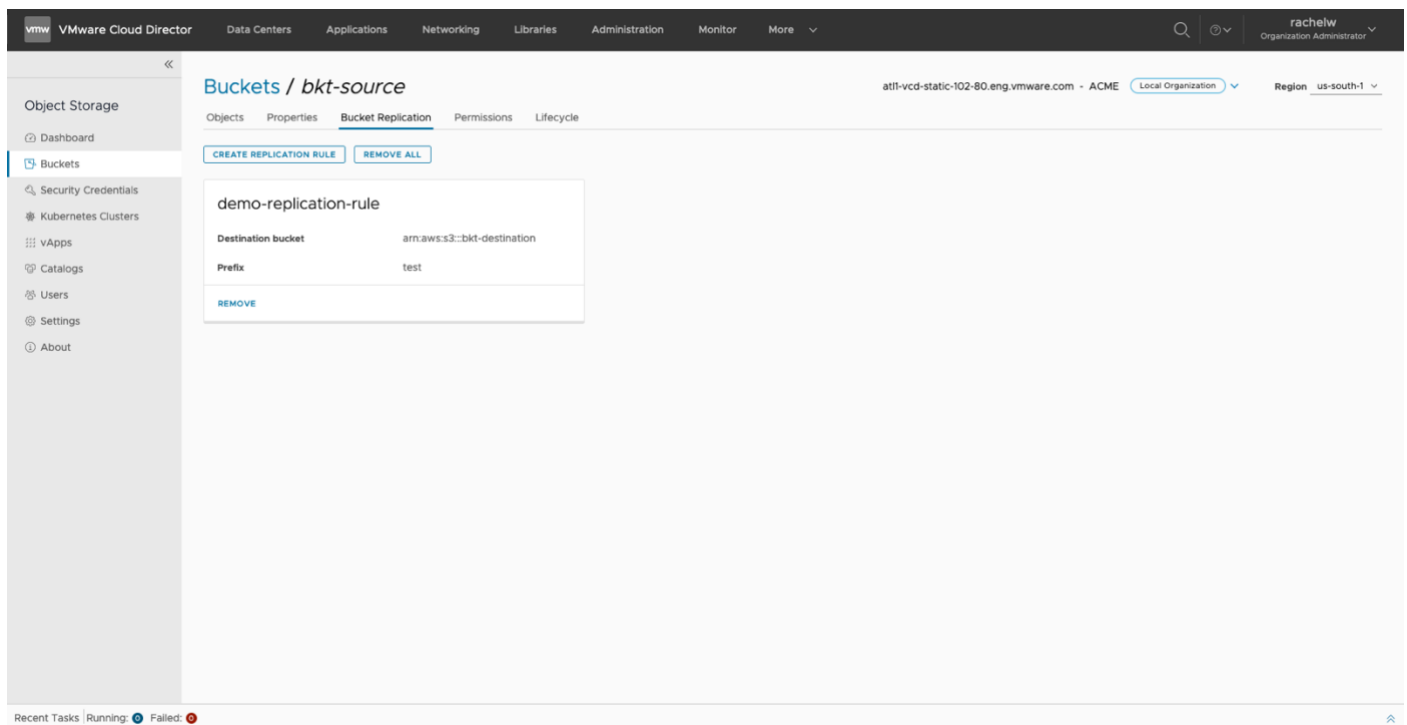 vmw VMware Cloud Director Data Centers Applications Networking Libraries Administration Monitor More rachelw
Organization Administrator
Object Storage
Dashboard
Buckets
Security Credentials
Kubernetes Clusters
vApps
Catalogs
Users
Settings
About
Buckets / bkt-source
atl1-vcd-static-102-80.eng.vmware.com - ACME Local Organization Region us-south-1
Objects Properties Bucket Replication Permissions Lifecycle
CREATE REPLICATION RULE REMOVE ALL
demo-replication-rule
Destination bucket arn:aws:s3:::bkt-destination
Prefix test
REMOVE
Recent Tasks Running: 0 Failed: 0